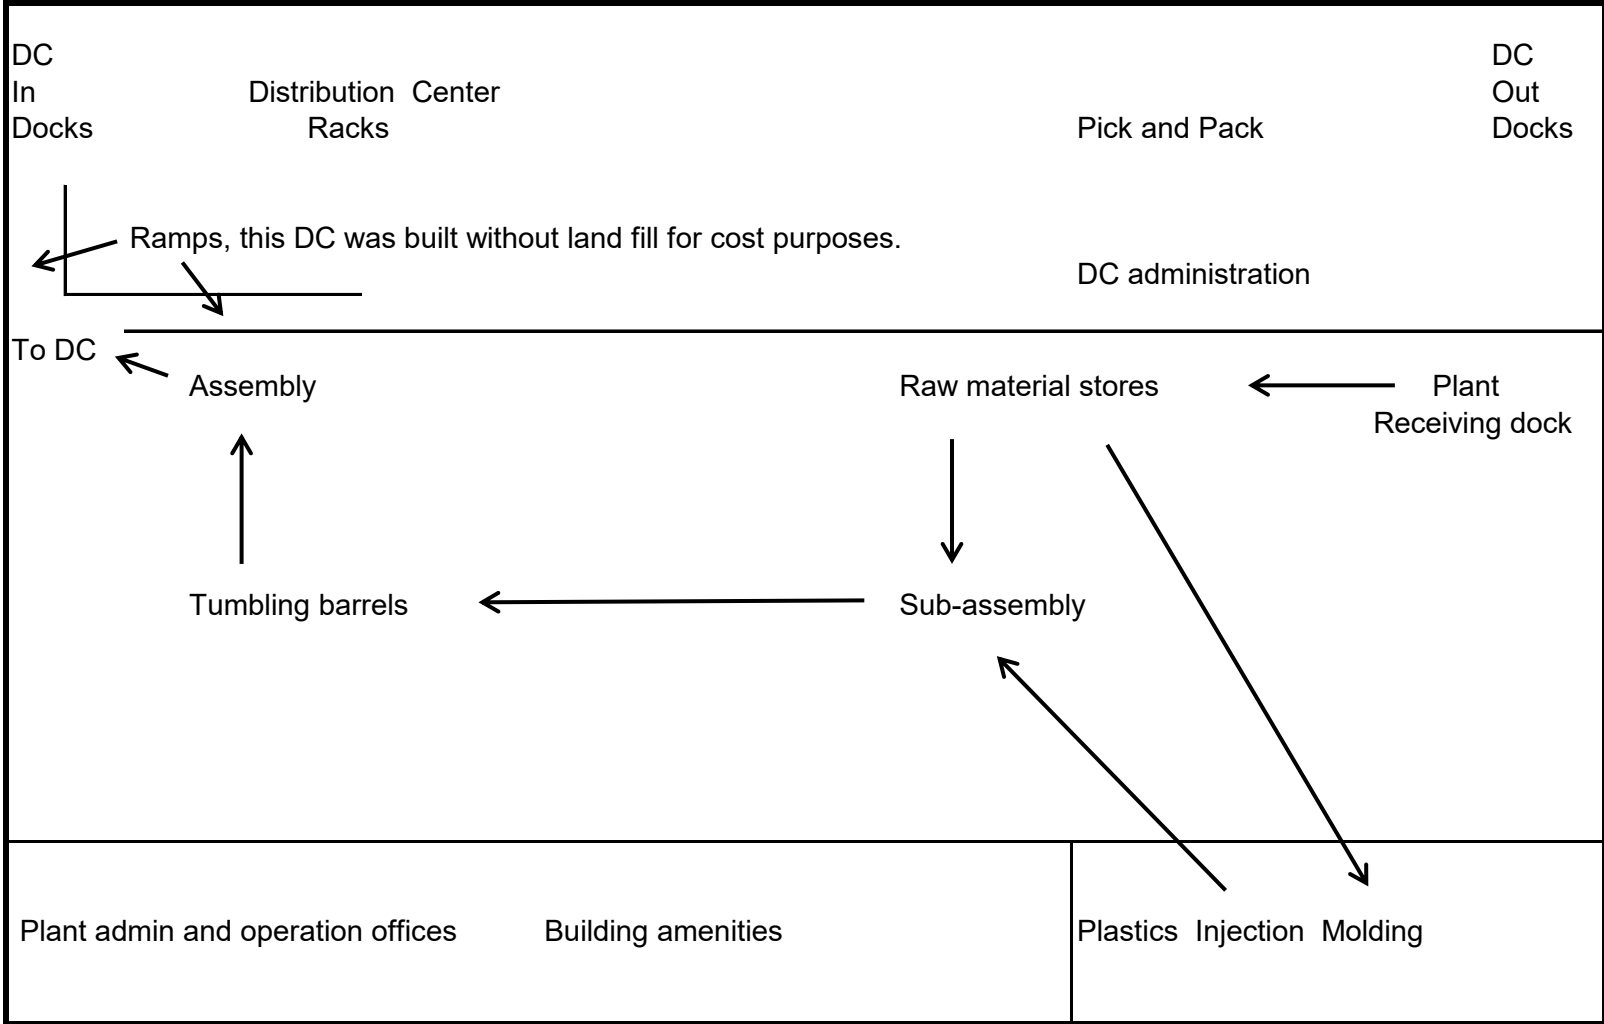 DC
In
Docks
Distribution Center
Racks
Pick and Pack
DC
Out
Docks
Ramps, this DC was built without land fill for cost purposes.
DC administration
To DC
Assembly
Raw material stores
Plant
Receiving dock
Tumbling barrels
Sub-assembly
Plant admin and operation offices
Building amenities
Plastics Injection Molding